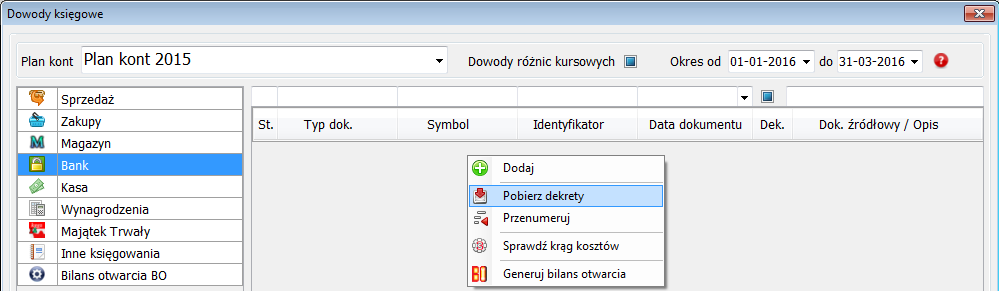 Dowody księgowe
Plan kont Plan kont 2015 Dowody różnic kursowych Okres od 01-01-2016 do 31-03-2016 ?
Sprzedaż
Zakupy
Magazyn
Bank
Kasa
Wynagrodzenia
Majątek Trwały
Inne księgowania
Bilans otwarcia BO
St. Typ dok. Symbol Identyfikator Data dokumentu Dek. Dok. źródłowy / Opis
Dodaj
Pobierz dekrety
Przenumeruj
Sprawdź krąg kosztów
BO Generuj bilans otwarcia